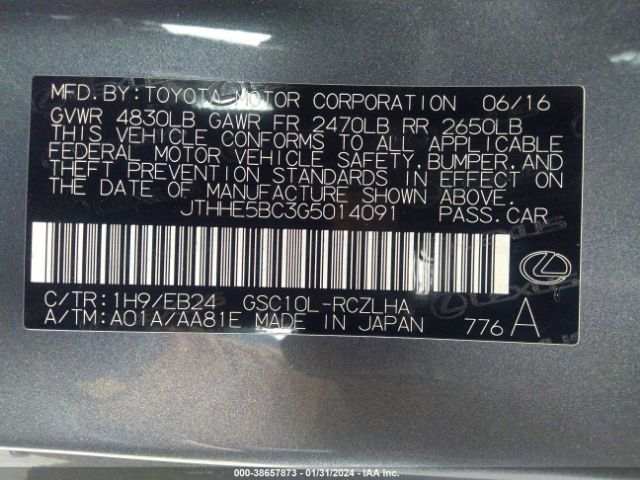 MFD. BY: TOYOTA MOTOR CORPORATION 06/16
GVWR 4830LB GAWR FR 2470LB RR 2650LB
THIS VEHICLE CONFORMS TO ALL APPLICABLE
FEDERAL MOTOR VEHICLE SAFETY, BUMPER, AND
THEFT PREVENTION STANDARDS IN EFFECT ON
THE DATE OF MANUFACTURE SHOWN ABOVE.
JTHHE5BC3G5014091 PASS.CAR
C/TR: 1H9/EB24 GSC10L-RCZLHA
A/TM: A01A/AA81E MADE IN JAPAN 776 A
LEXUS
000-38657873 - 01/31/2024 - IAA Inc.